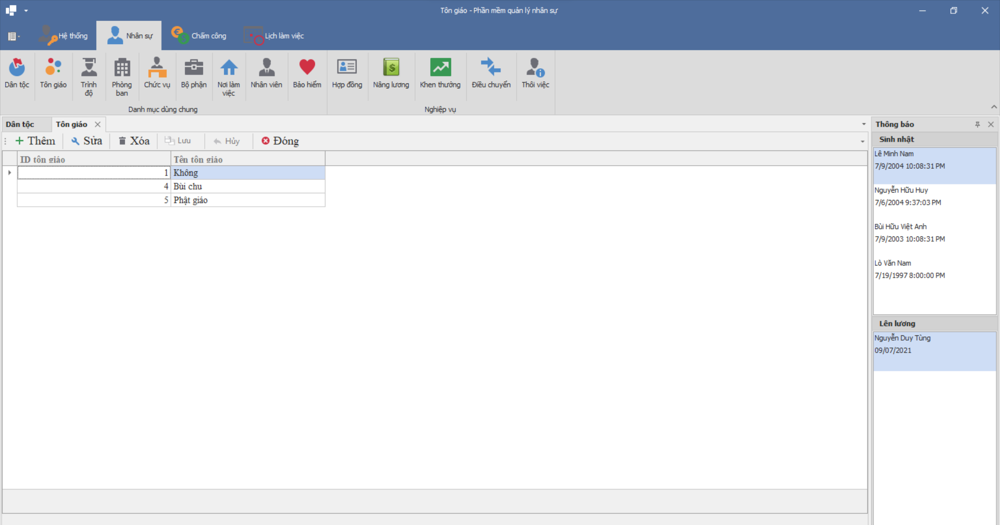 Tôn giáo - Phần mềm quản lý nhân sự
Hệ thống
Nhân sự
Chấm công
Lịch làm việc
Dân tộc
Tôn giáo
Trình độ
Phòng ban
Chức vụ
Bộ phận
Nơi làm việc
Nhân viên
Bảo hiểm
Hợp đồng
Nâng lương
Khen thưởng
Điều chuyển
Thôi việc
Danh mục dùng chung
Nghiệp vụ
Dân tộc
Tôn giáo
Thêm
Sửa
Xóa
Lưu
Hủy
Đóng
ID tôn giáo Tên tôn giáo
1 Không
4 Bùi chu
5 Phật giáo
Thông báo
Sinh nhật
Lê Minh Nam
7/9/2004 10:08:31 PM
Nguyễn Hữu Huy
7/6/2004 9:37:03 PM
Bùi Hữu Việt Anh
7/9/2003 10:08:31 PM
Lò Văn Nam
7/19/1997 8:00:00 PM
Lên lương
Nguyễn Duy Tùng
09/07/2021